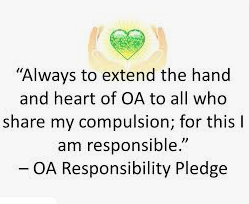 “Always to extend the hand
and heart of OA to all who
share my compulsion; for this I
am responsible.”
– OA Responsibility Pledge